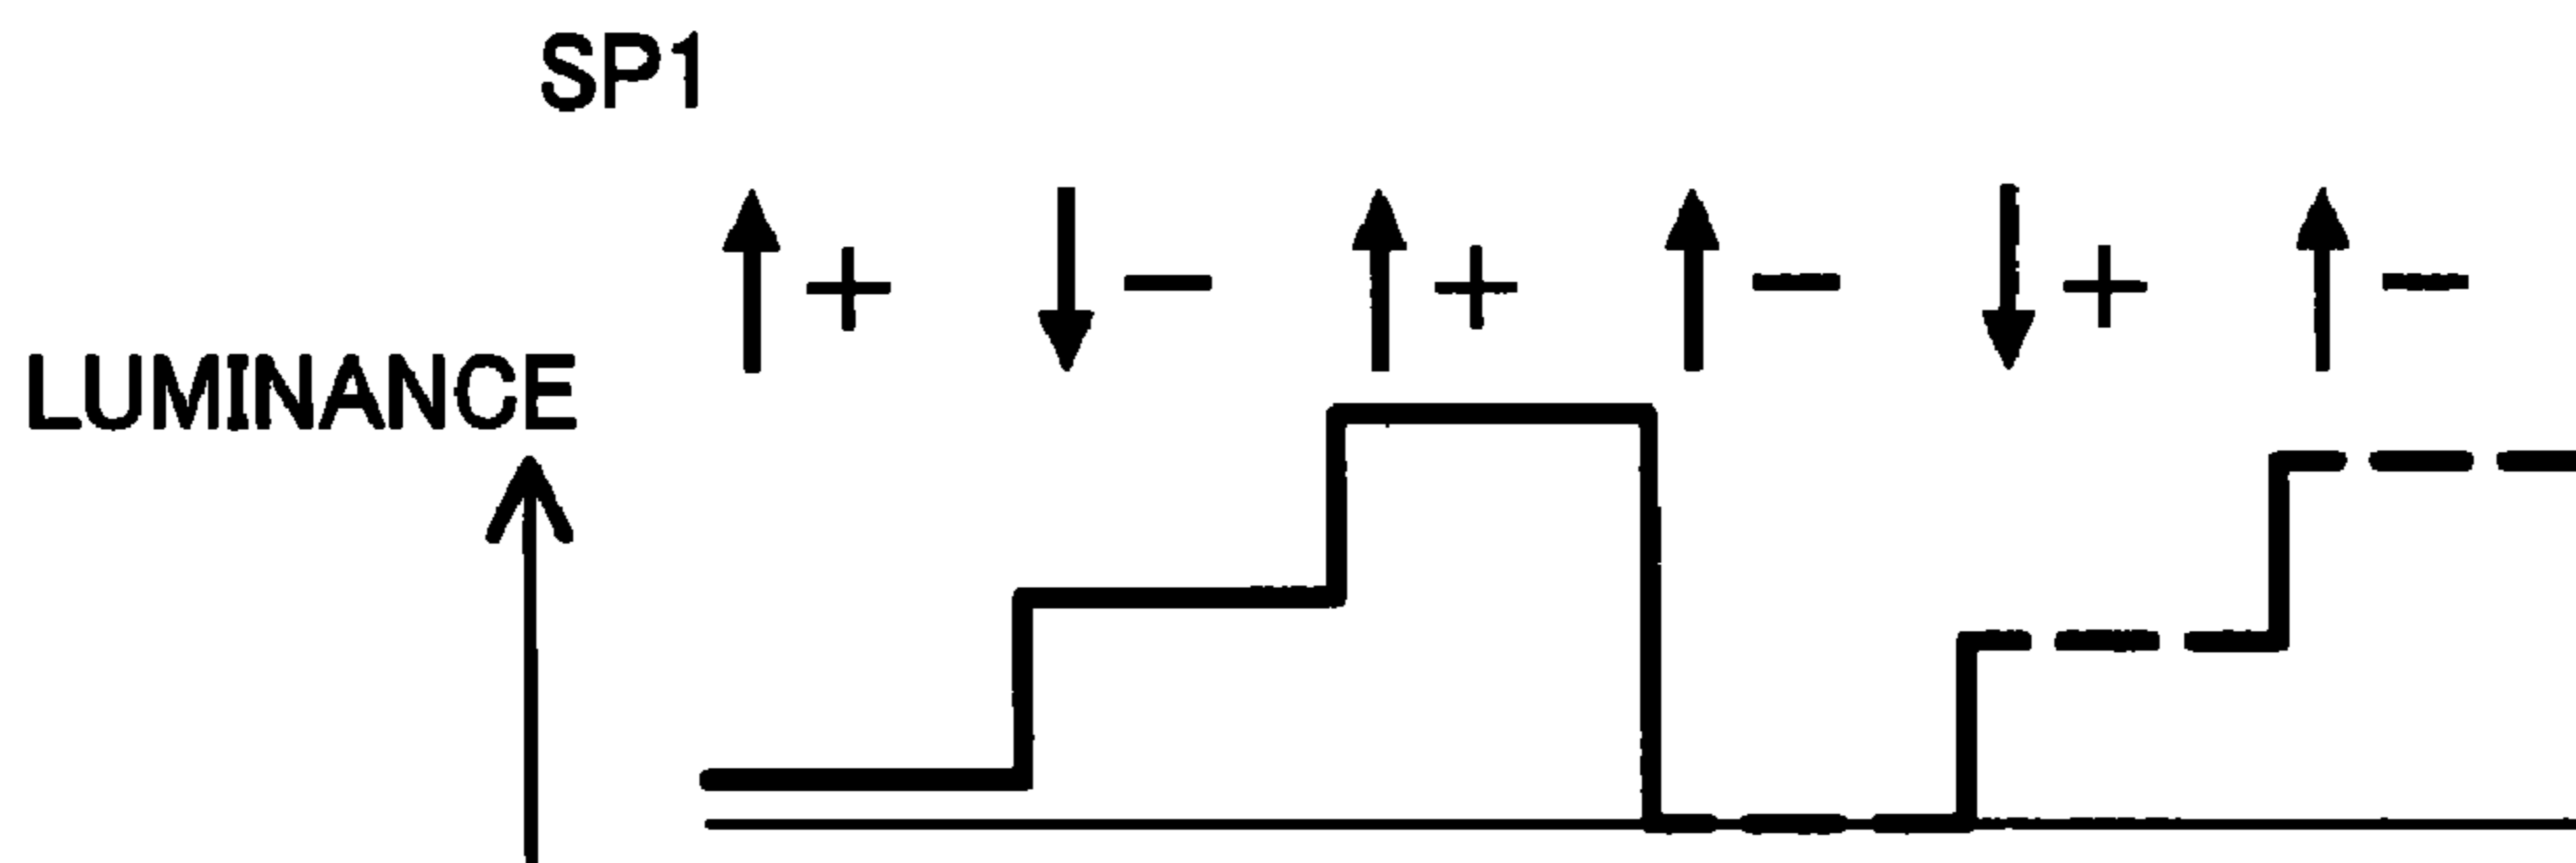 SP1
+ − + − + −
LUMINANCE